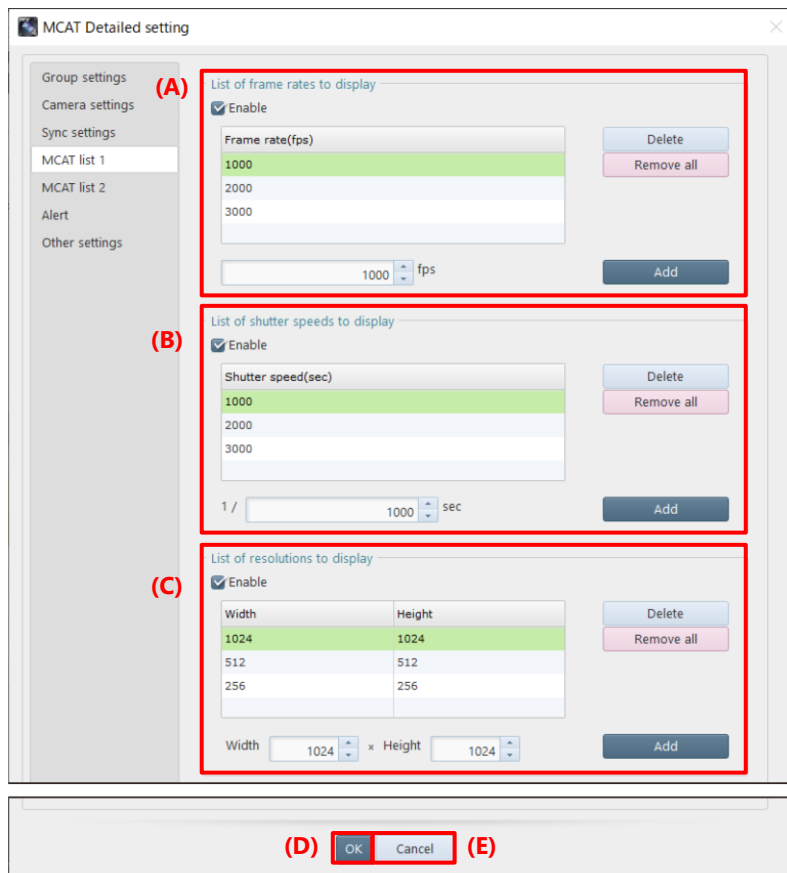 MCAT Detailed setting
Group settings
Camera settings
Sync settings
MCAT list 1
MCAT list 2
Alert
Other settings
(A)
List of frame rates to display
Enable
Frame rate(fps)
1000
2000
3000
Delete
Remove all
1000 fps
Add
(B)
List of shutter speeds to display
Enable
Shutter speed(sec)
1000
2000
3000
Delete
Remove all
1 / 1000 sec
Add
(C)
List of resolutions to display
Enable
Width Height
1024 1024
512 512
256 256
Delete
Remove all
Width 1024 x Height 1024
Add
(D) OK Cancel (E)